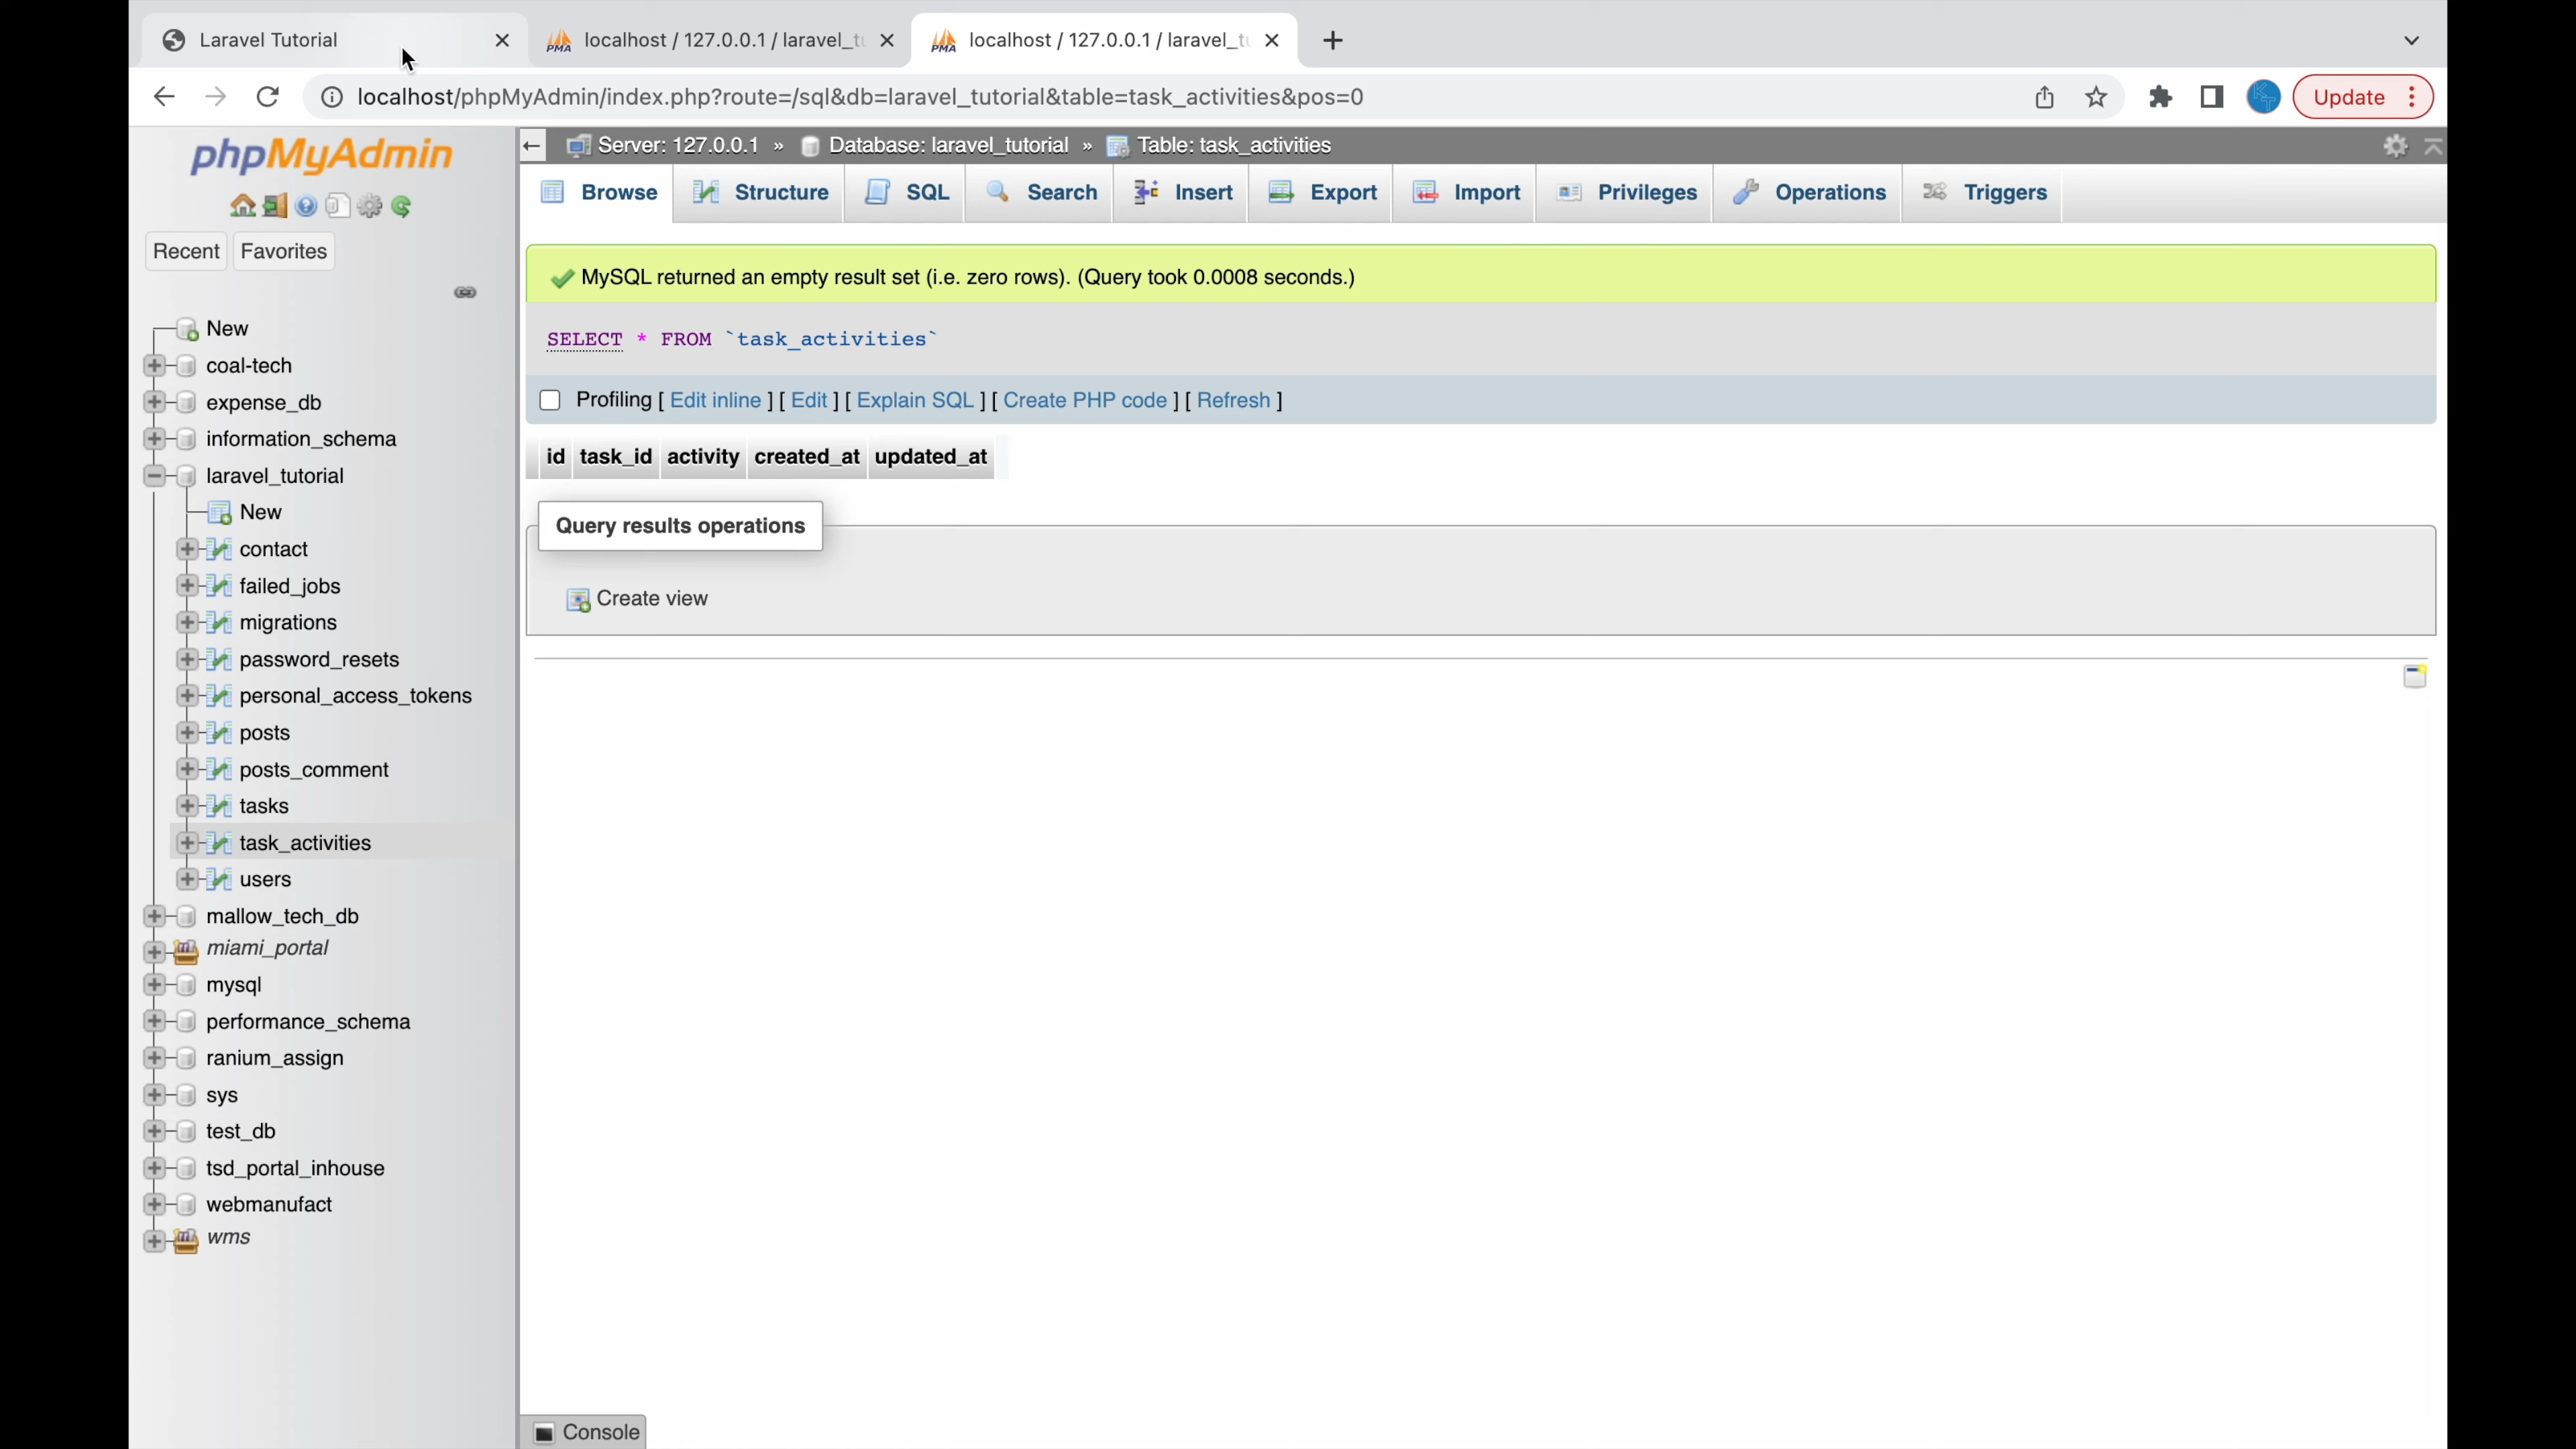 Laravel Tutorial
localhost / 127.0.0.1 / laravel_tu
localhost / 127.0.0.1 / laravel_tu
localhost/phpMyAdmin/index.php?route=/sql&db=laravel_tutorial&table=task_activities&pos=0
Update
phpMyAdmin
Recent
Favorites
New
coal-tech
expense_db
information_schema
laravel_tutorial
New
contact
failed_jobs
migrations
password_resets
personal_access_tokens
posts
posts_comment
tasks
task_activities
users
mallow_tech_db
miami_portal
mysql
performance_schema
ranium_assign
sys
test_db
tsd_portal_inhouse
webmanufact
wms
Server: 127.0.0.1 » Database: laravel_tutorial » Table: task_activities
Browse Structure SQL Search Insert Export Import Privileges Operations Triggers
MySQL returned an empty result set (i.e. zero rows). (Query took 0.0008 seconds.)
SELECT * FROM `task_activities`
Profiling [ Edit inline ] [ Edit ] [ Explain SQL ] [ Create PHP code ] [ Refresh ]
id task_id activity created_at updated_at
Query results operations
Create view
Console